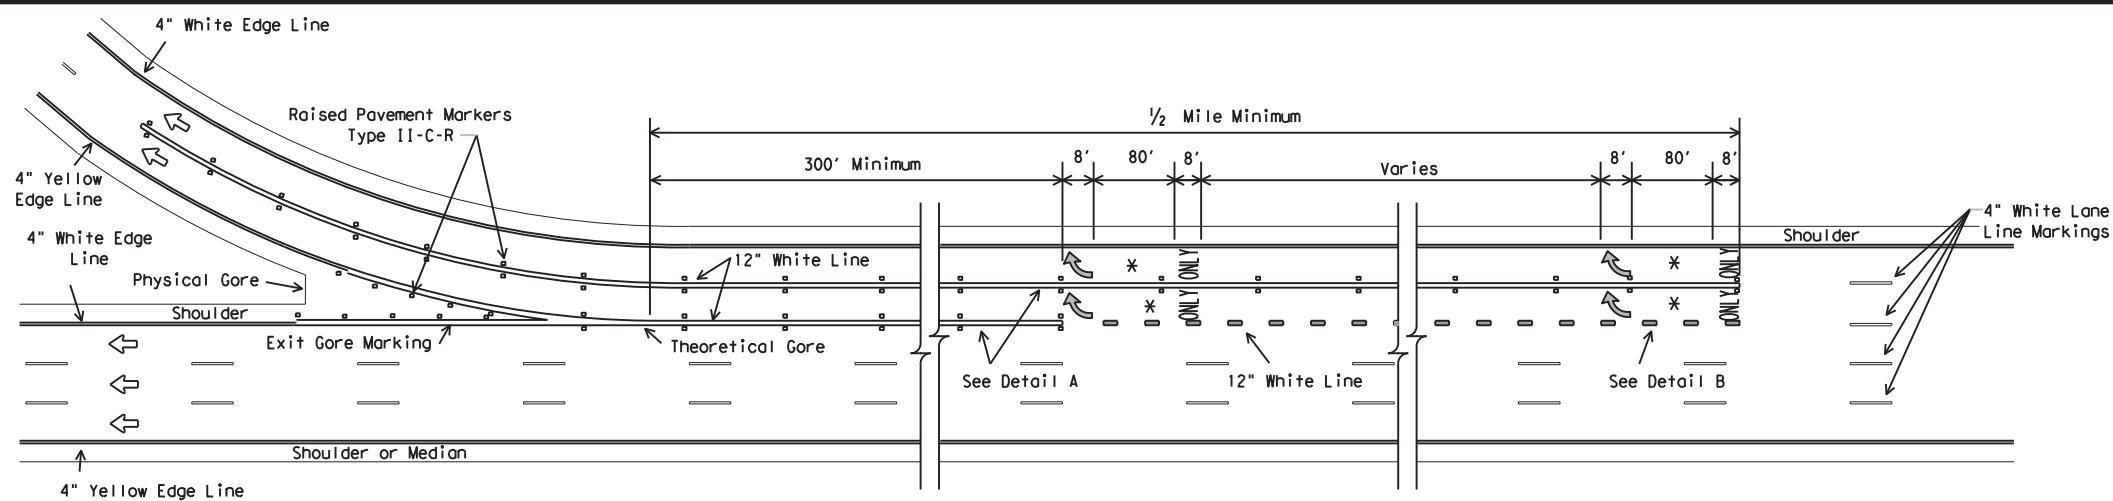 4" White Edge Line
Raised Pavement Markers
Type II-C-R
½ Mile Minimum
300' Minimum
8'
80'
8'
Varies
8'
80'
8'
4" Yellow
Edge Line
4" White Edge
Line
Physical Gore
Shoulder
12" White Line
*
ONLY
*
ONLY
*
ONLY
*
ONLY
Shoulder
4" White Lane
Line Markings
Exit Gore Marking
Theoretical Gore
See Detail A
12" White Line
See Detail B
Shoulder or Median
4" Yellow Edge Line